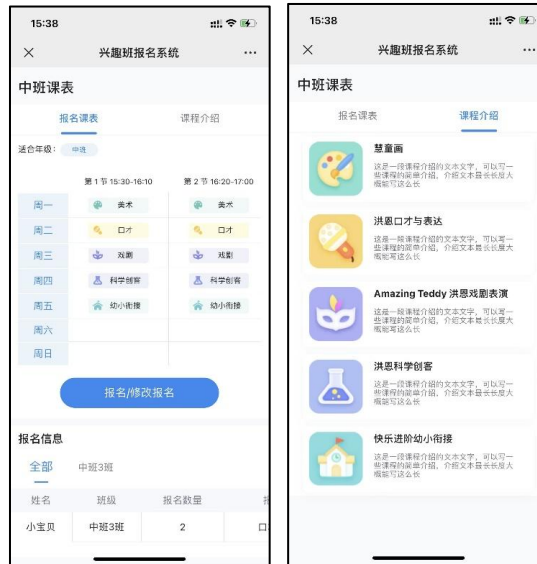 15:38
兴趣班报名系统
中班课表
报名课表 课程介绍
适合年级： 中班
第1节 15:30-16:10 第2节 16:20-17:00
周一 美术 美术
周二 口才 口才
周三 戏剧 戏剧
周四 科学创客 科学创客
周五 幼小衔接 幼小衔接
周六
周日
报名/修改报名
报名信息
全部 中班3班
姓名 班级 报名数量
小宝贝 中班3班 2
15:38
兴趣班报名系统
中班课表
报名课表 课程介绍
慧童画
这是一段课程介绍的文本文字，可以写一
些课程的简单介绍，介绍文本最长长度大
概能写这么长
洪恩口才与表达
这是一段课程介绍的文本文字，可以写一
些课程的简单介绍，介绍文本最长长度大
概能写这么长
Amazing Teddy 洪恩戏剧表演
这是一段课程介绍的文本文字，可以写一
些课程的简单介绍，介绍文本最长长度大
概能写这么长
洪恩科学创客
这是一段课程介绍的文本文字，可以写一
些课程的简单介绍，介绍文本最长长度大
概能写这么长
快乐进阶幼小衔接
这是一段课程介绍的文本文字，可以写一
些课程的简单介绍，介绍文本最长长度大
概能写这么长